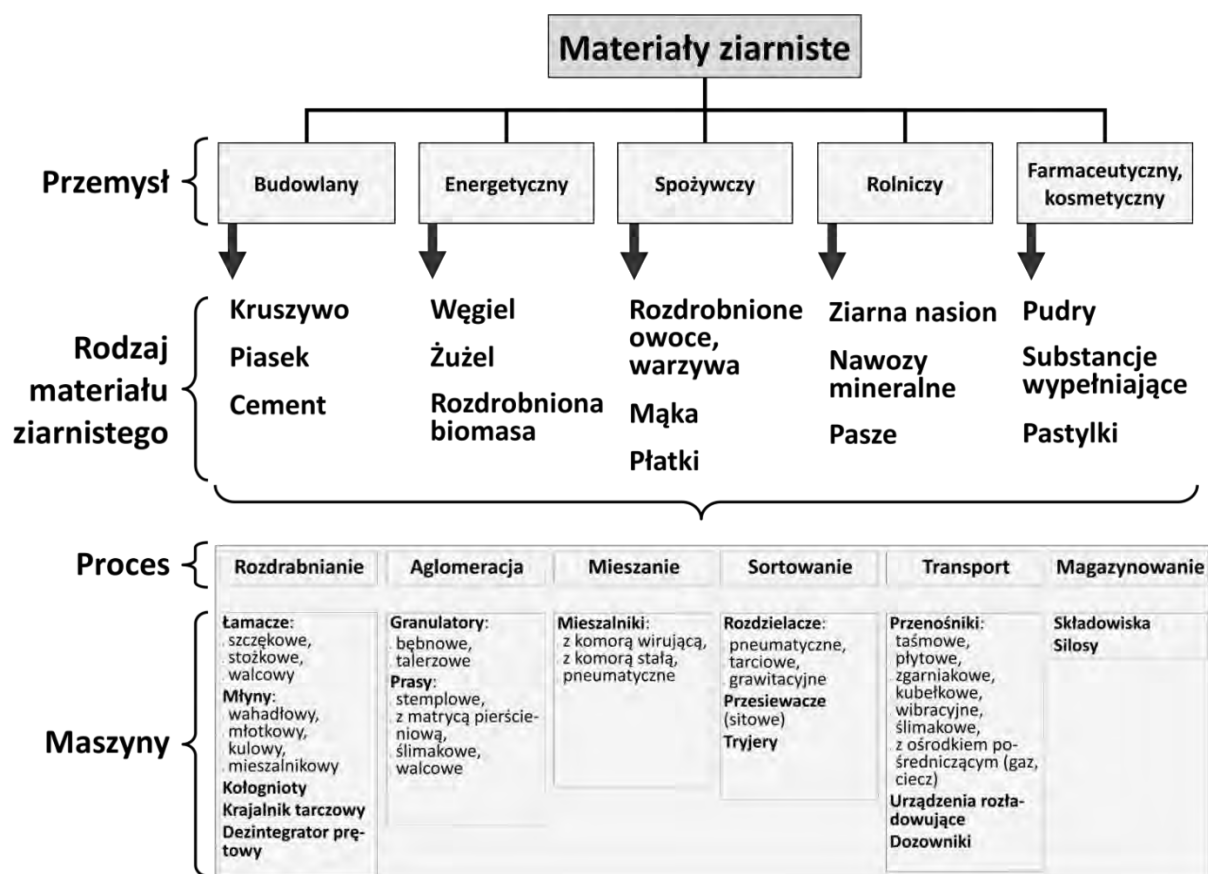 Materiały ziarniste
Przemysł
Budowlany
Energetyczny
Spożywczy
Rolniczy
Farmaceutyczny,
kosmetyczny
Rodzaj
materiału
ziarnistego
Kruszywo
Piasek
Cement
Węgiel
Żużel
Rozdrobniona
biomasa
Rozdrobnione
owoce,
warzywa
Mąka
Płatki
Ziarna nasion
Nawozy
mineralne
Pasze
Pudry
Substancje
wypełniające
Pastylki
Proces
Rozdrabnianie
Aglomeracja
Mieszanie
Sortowanie
Transport
Magazynowanie
Maszyny
Łamacze:
szczękowe,
stożkowe,
walcowy
Młyny:
wahadłowy,
młotkowy,
kulowy,
mieszalnikowy
Kołognioty
Krajalnik tarczowy
Dezintegrator prę-
towy
Granulatory:
bębnowe,
talerzowe
Prasy:
stemplowe,
z matrycą pierście-
niową,
ślimakowe,
walcowe
Mieszalniki:
z komorą wirującą,
z komorą stałą,
pneumatyczne
Rozdzielacze:
pneumatyczne,
tarciowe,
grawitacyjne
Przesiewacze
(sitowe)
Tryjery
Przenośniki:
taśmowe,
płytowe,
zgarniakowe,
kubełkowe,
wibracyjne,
ślimakowe,
z ośrodkiem po-
średniczącym (gaz,
ciecz)
Urządzenia rozła-
dowujące
Dozowniki
Składowiska
Silosy